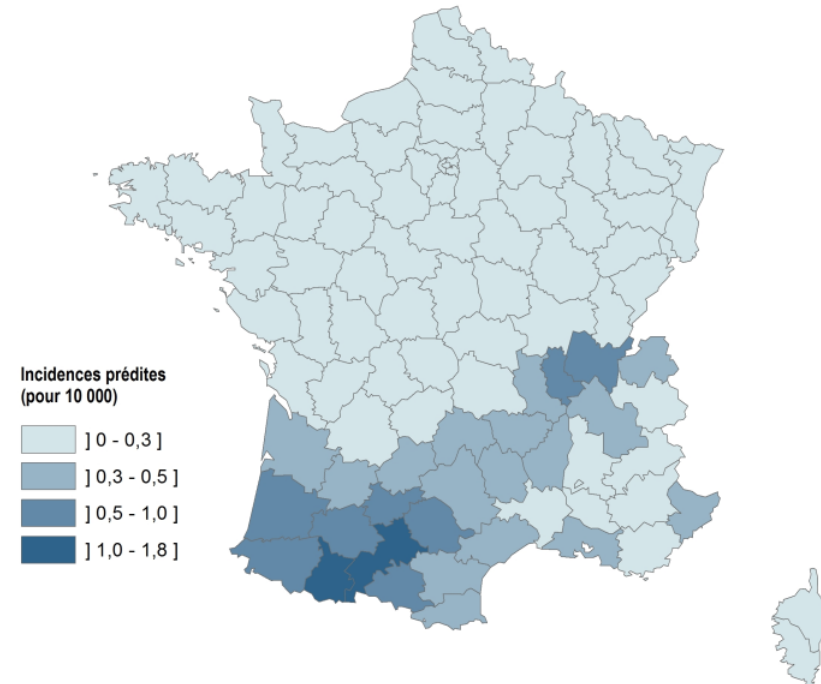 Incidences prédites
(pour 10 000)
] 0 - 0,3 ]
] 0,3 - 0,5 ]
] 0,5 - 1,0 ]
] 1,0 - 1,8 ]